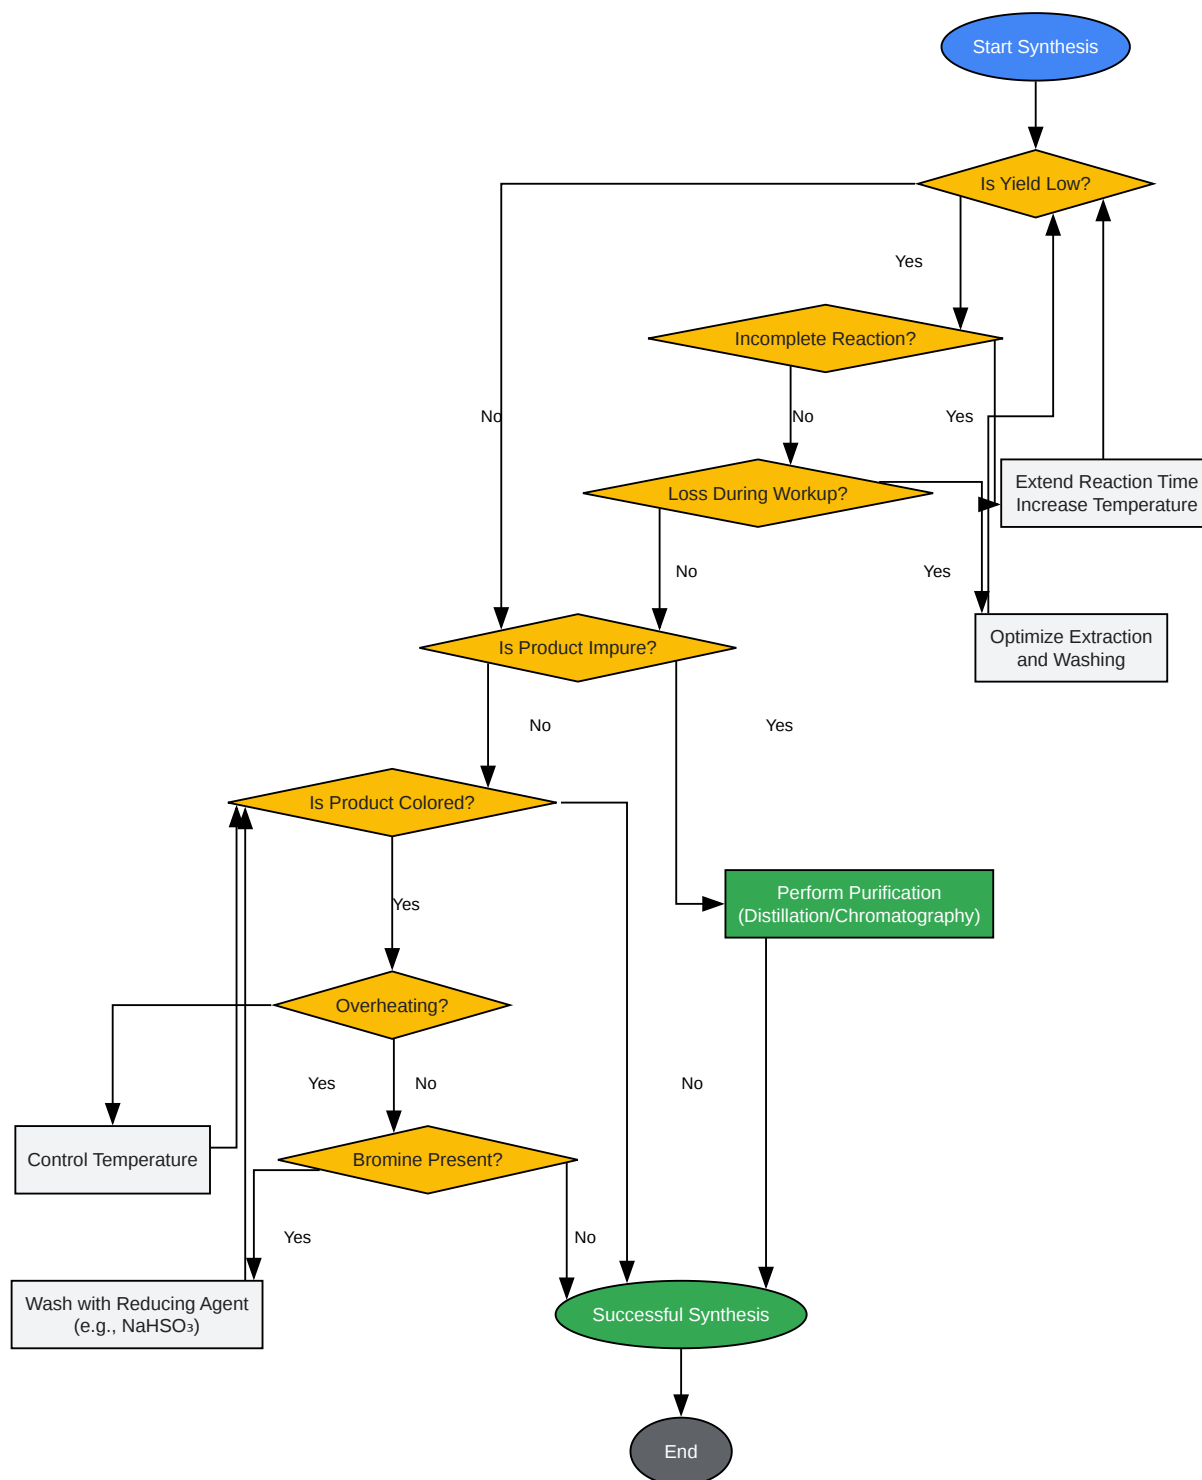 Start Synthesis
Is Yield Low?
Yes
Incomplete Reaction?
No
No
Yes
Extend Reaction Time
Increase Temperature
Loss During Workup?
No
Yes
Optimize Extraction
and Washing
Is Product Impure?
No
Yes
Is Product Colored?
Yes
Perform Purification
(Distillation/Chromatography)
Overheating?
Yes
No
No
Control Temperature
Bromine Present?
Yes
No
Wash with Reducing Agent
(e.g., NaHSO₃)
Successful Synthesis
End